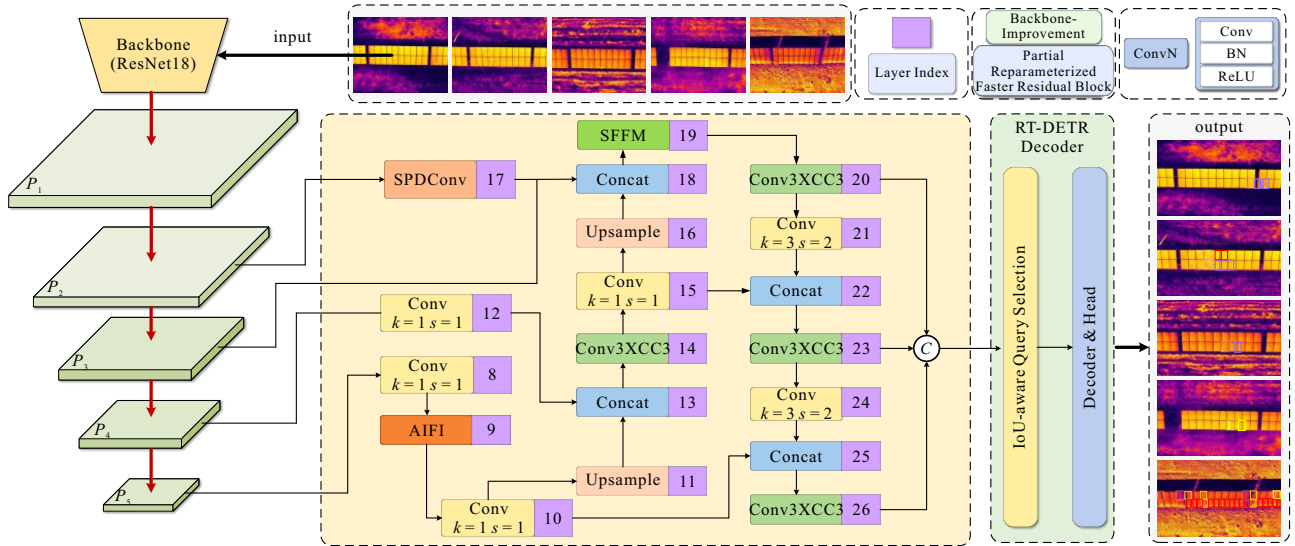 Backbone
(ResNet18)
input
Layer Index
Backbone-
Improvement
Partial
Reparameterized
Faster Residual Block
ConvN
Conv
BN
ReLU
P1
P2
P3
P4
P5
SPDConv 17
Conv
k = 1 s = 1
12
Conv
k = 1 s = 1
8
AIFI 9
Conv
k = 1 s = 1
10
SFFM 19
Concat 18
Upsample 16
Conv
k = 1 s = 1
15
Conv3XCC3 14
Concat 13
Upsample 11
Conv3XCC3 20
Conv
k = 3 s = 2
21
Concat 22
Conv3XCC3 23
Conv
k = 3 s = 2
24
Concat 25
Conv3XCC3 26
C
RT-DETR
Decoder
IoU-aware Query Selection
Decoder & Head
output